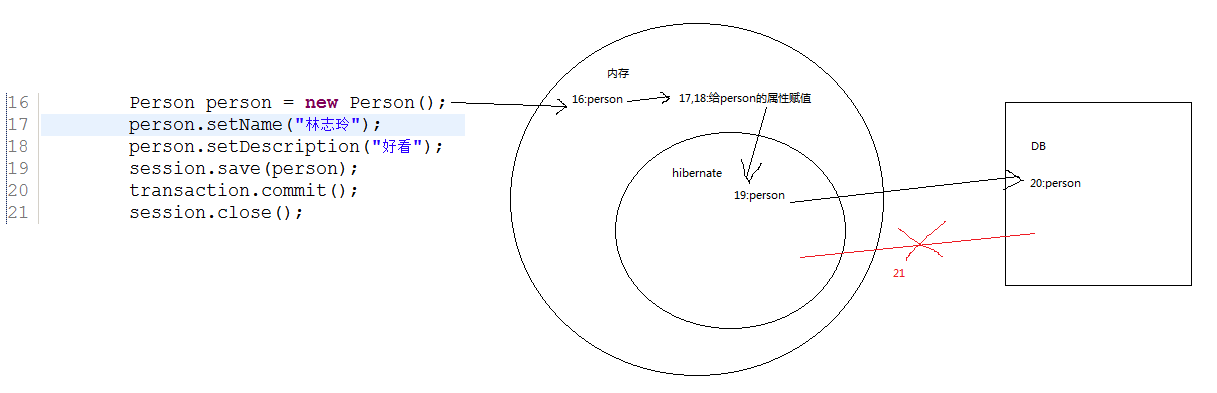 16 Person person = new Person();
17 person.setName("林志玲");
18 person.setDescription("好看");
19 session.save(person);
20 transaction.commit();
21 session.close();
内存
16:person
17,18:给person的属性赋值
hibernate
19:person
DB
20:person
21